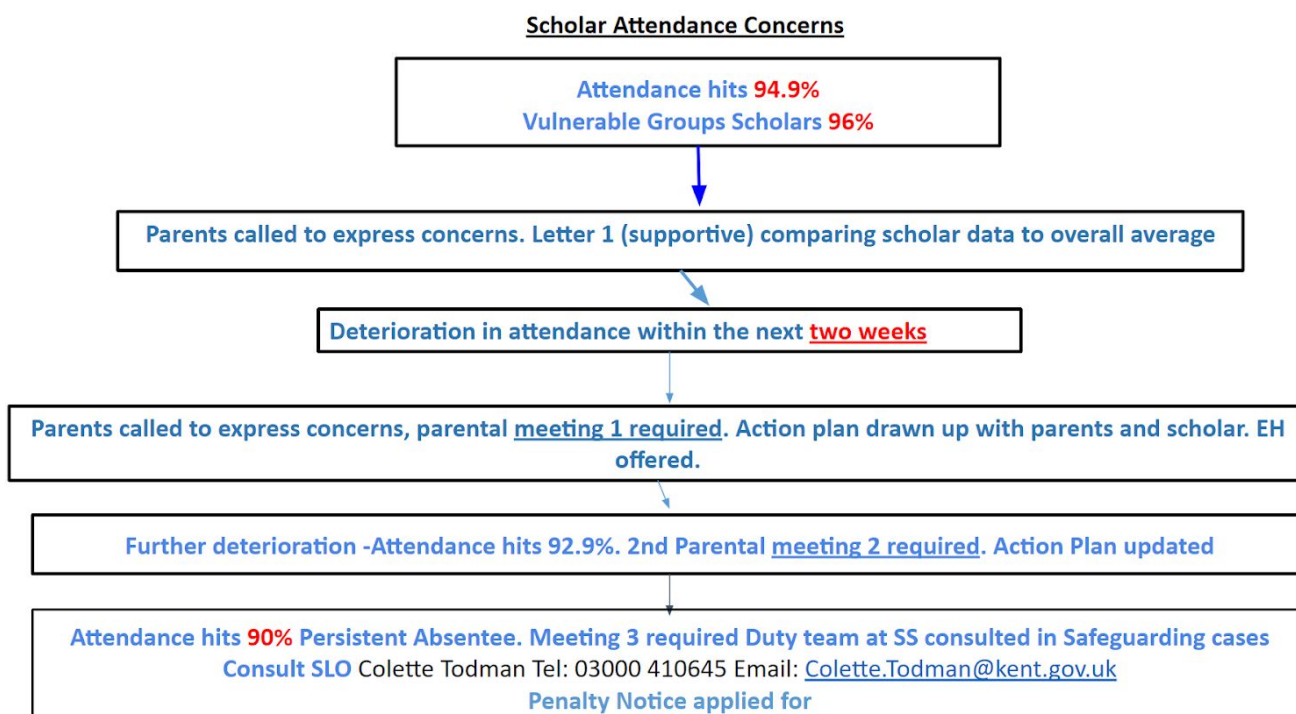 Scholar Attendance Concerns
Attendance hits 94.9%
Vulnerable Groups Scholars 96%
Parents called to express concerns. Letter 1 (supportive) comparing scholar data to overall average
Deterioration in attendance within the next two weeks
Parents called to express concerns, parental meeting 1 required. Action plan drawn up with parents and scholar. EH
offered.
Further deterioration -Attendance hits 92.9%. 2nd Parental meeting 2 required. Action Plan updated
Attendance hits 90% Persistent Absentee. Meeting 3 required Duty team at SS consulted in Safeguarding cases
Consult SLO Colette Todman Tel: 03000 410645 Email: Colette.Todman@kent.gov.uk
Penalty Notice applied for